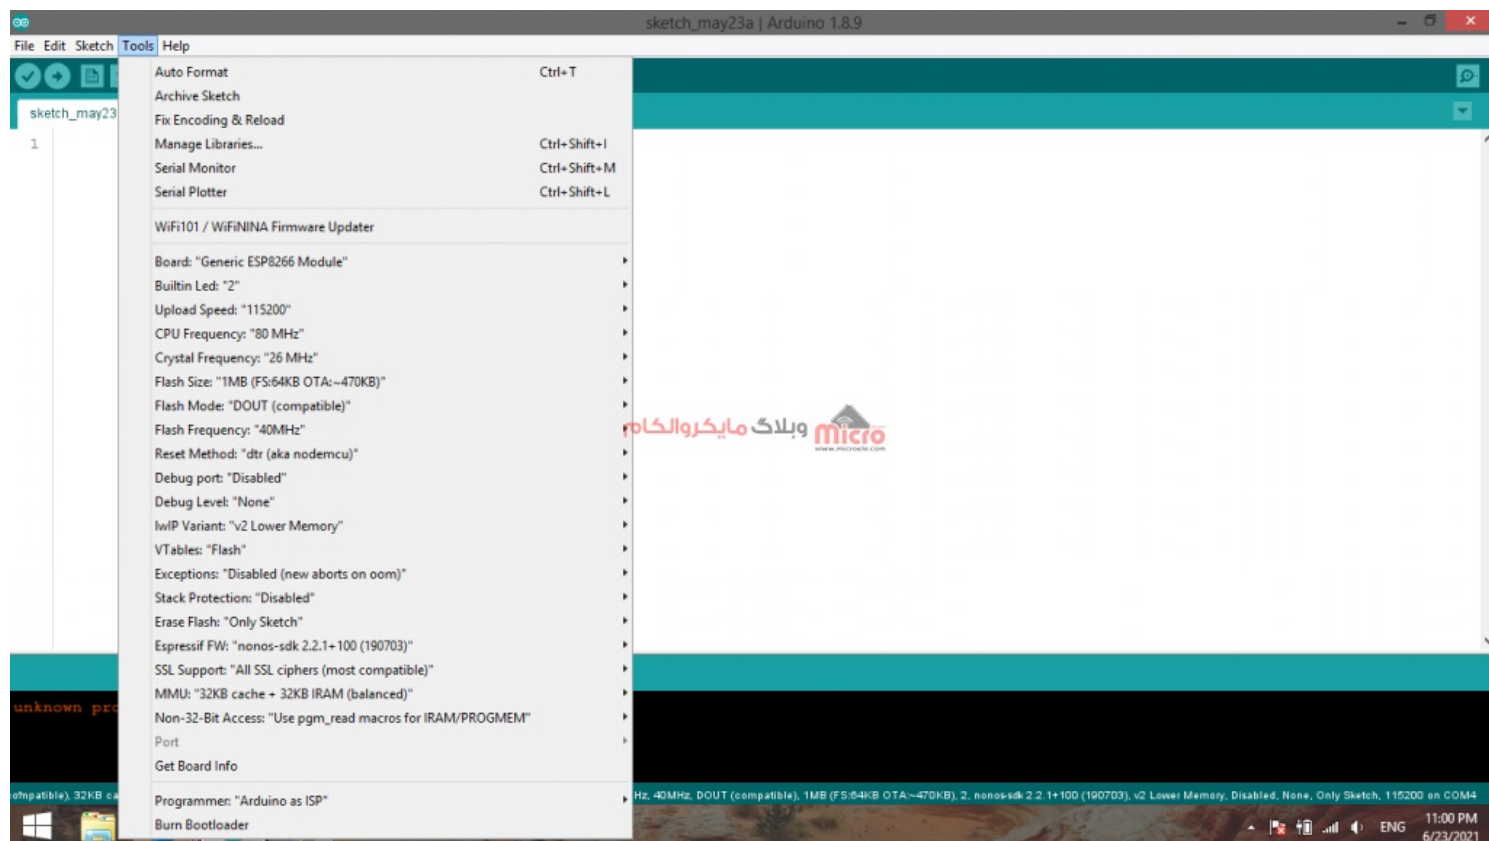 sketch_may23a | Arduino 1.8.9
File Edit Sketch Tools Help
sketch_may23
1
Auto Format Ctrl+T
Archive Sketch
Fix Encoding & Reload
Manage Libraries... Ctrl+Shift+I
Serial Monitor Ctrl+Shift+M
Serial Plotter Ctrl+Shift+L
WiFi101 / WiFiNINA Firmware Updater
Board: "Generic ESP8266 Module"
Builtin Led: "2"
Upload Speed: "115200"
CPU Frequency: "80 MHz"
Crystal Frequency: "26 MHz"
Flash Size: "1MB (FS:64KB OTA:~470KB)"
Flash Mode: "DOUT (compatible)"
Flash Frequency: "40MHz"
Reset Method: "dtr (aka nodemcu)"
Debug port: "Disabled"
Debug Level: "None"
lwIP Variant: "v2 Lower Memory"
VTables: "Flash"
Exceptions: "Disabled (new aborts on oom)"
Stack Protection: "Disabled"
Erase Flash: "Only Sketch"
Espressif FW: "nonos-sdk 2.2.1+100 (190703)"
SSL Support: "All SSL ciphers (most compatible)"
MMU: "32KB cache + 32KB IRAM (balanced)"
Non-32-Bit Access: "Use pgm_read macros for IRAM/PROGMEM"
Port
Get Board Info
Programmer: "Arduino as ISP"
Burn Bootloader
وبلاگ مایکروالکام
micro
www.microele.com
unknown
32KB
Hz, 40MHz, DOUT (compatible), 1MB (FS:64KB OTA:~470KB), 2, nonos-sdk 2.2.1+100 (190703), v2 Lower Memory, Disabled, None, Only Sketch, 115200 on COM4
ENG
11:00 PM
6/23/2021